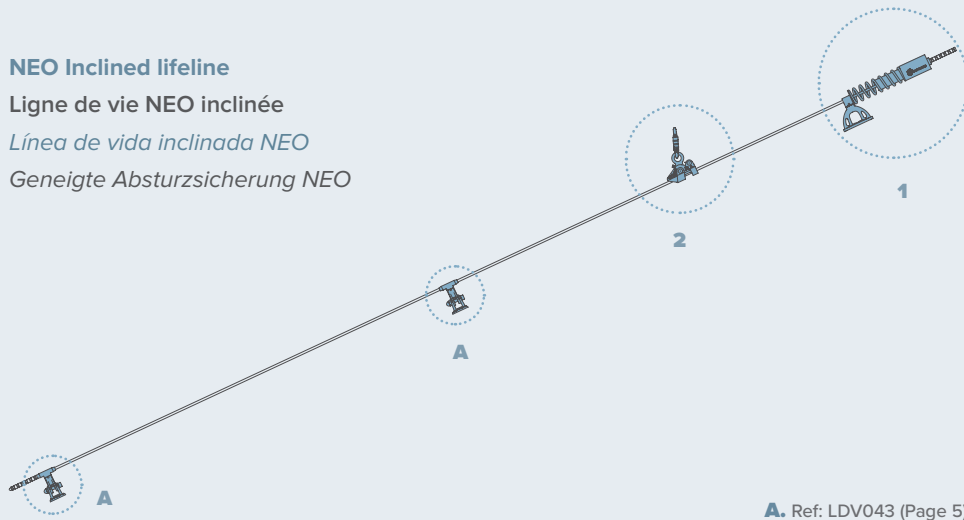 NEO Inclined lifeline
Ligne de vie NEO inclinée
Línea de vida inclinada NEO
Geneigte Absturzsicherung NEO
1
2
A
A
A. Ref: LDV043 (Page